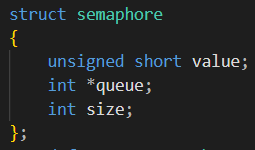 struct semaphore
{
    unsigned short value;
    int *queue;
    int size;
};